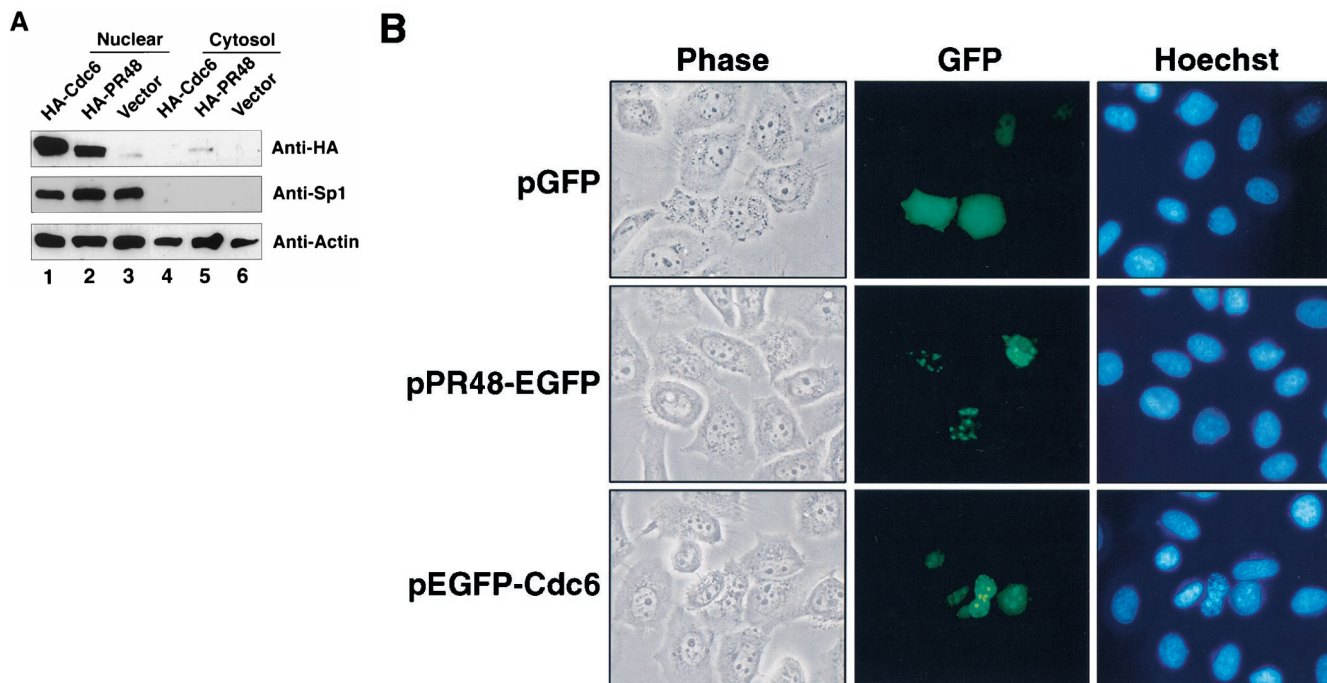 A
Nuclear Cytosol
HA-Cdc6 HA-PR48 Vector HA-Cdc6 HA-PR48 Vector
Anti-HA
Anti-Sp1
Anti-Actin
1 2 3 4 5 6
B
Phase GFP Hoechst
pGFP
pPR48-EGFP
pEGFP-Cdc6